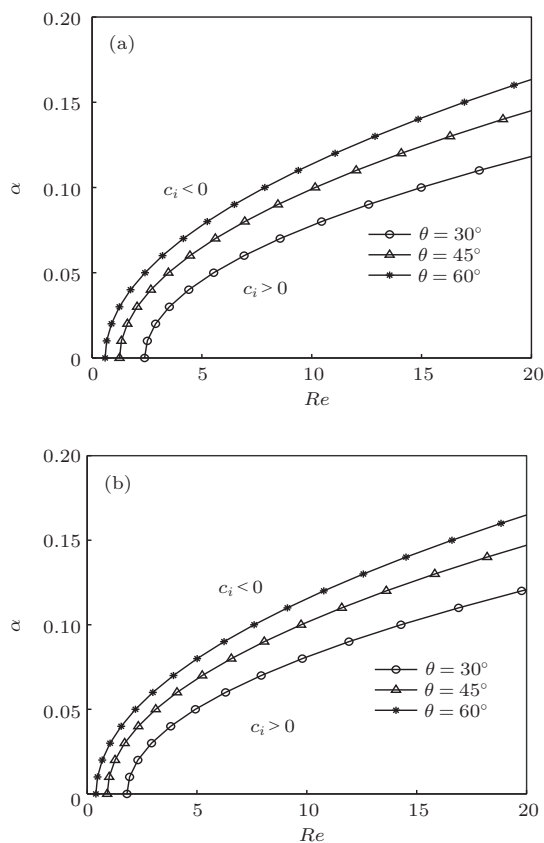 0.20
(a)
0.15
α
0.10
c_i < 0
θ = 30°
θ = 45°
0.05
θ = 60°
c_i > 0
0
0 5 10 15 20
Re
0.20
(b)
0.15
c_i < 0
α
0.10
θ = 30°
θ = 45°
0.05
θ = 60°
c_i > 0
0
0 5 10 15 20
Re